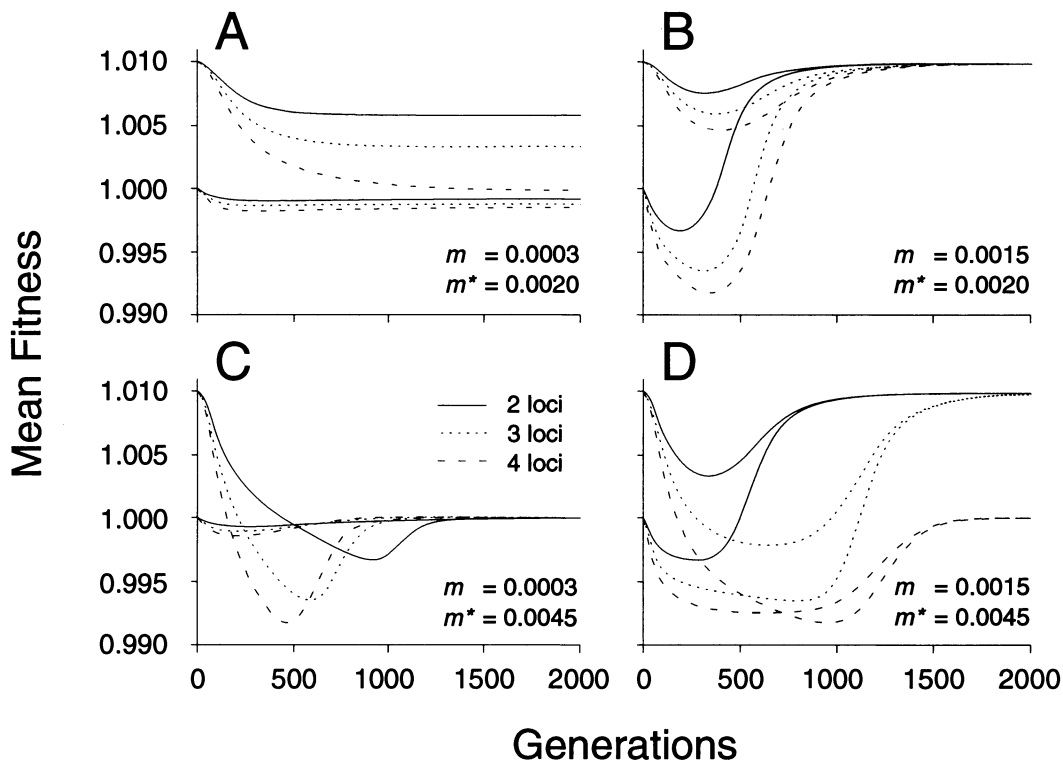 A
B
Mean Fitness
1.010
1.005
1.000
0.995
0.990
m = 0.0003
m* = 0.0020
m = 0.0015
m* = 0.0020
C
D
1.010
1.005
1.000
0.995
0.990
2 loci
3 loci
4 loci
m = 0.0003
m* = 0.0045
m = 0.0015
m* = 0.0045
0 500 1000 1500 2000
0 500 1000 1500 2000
Generations